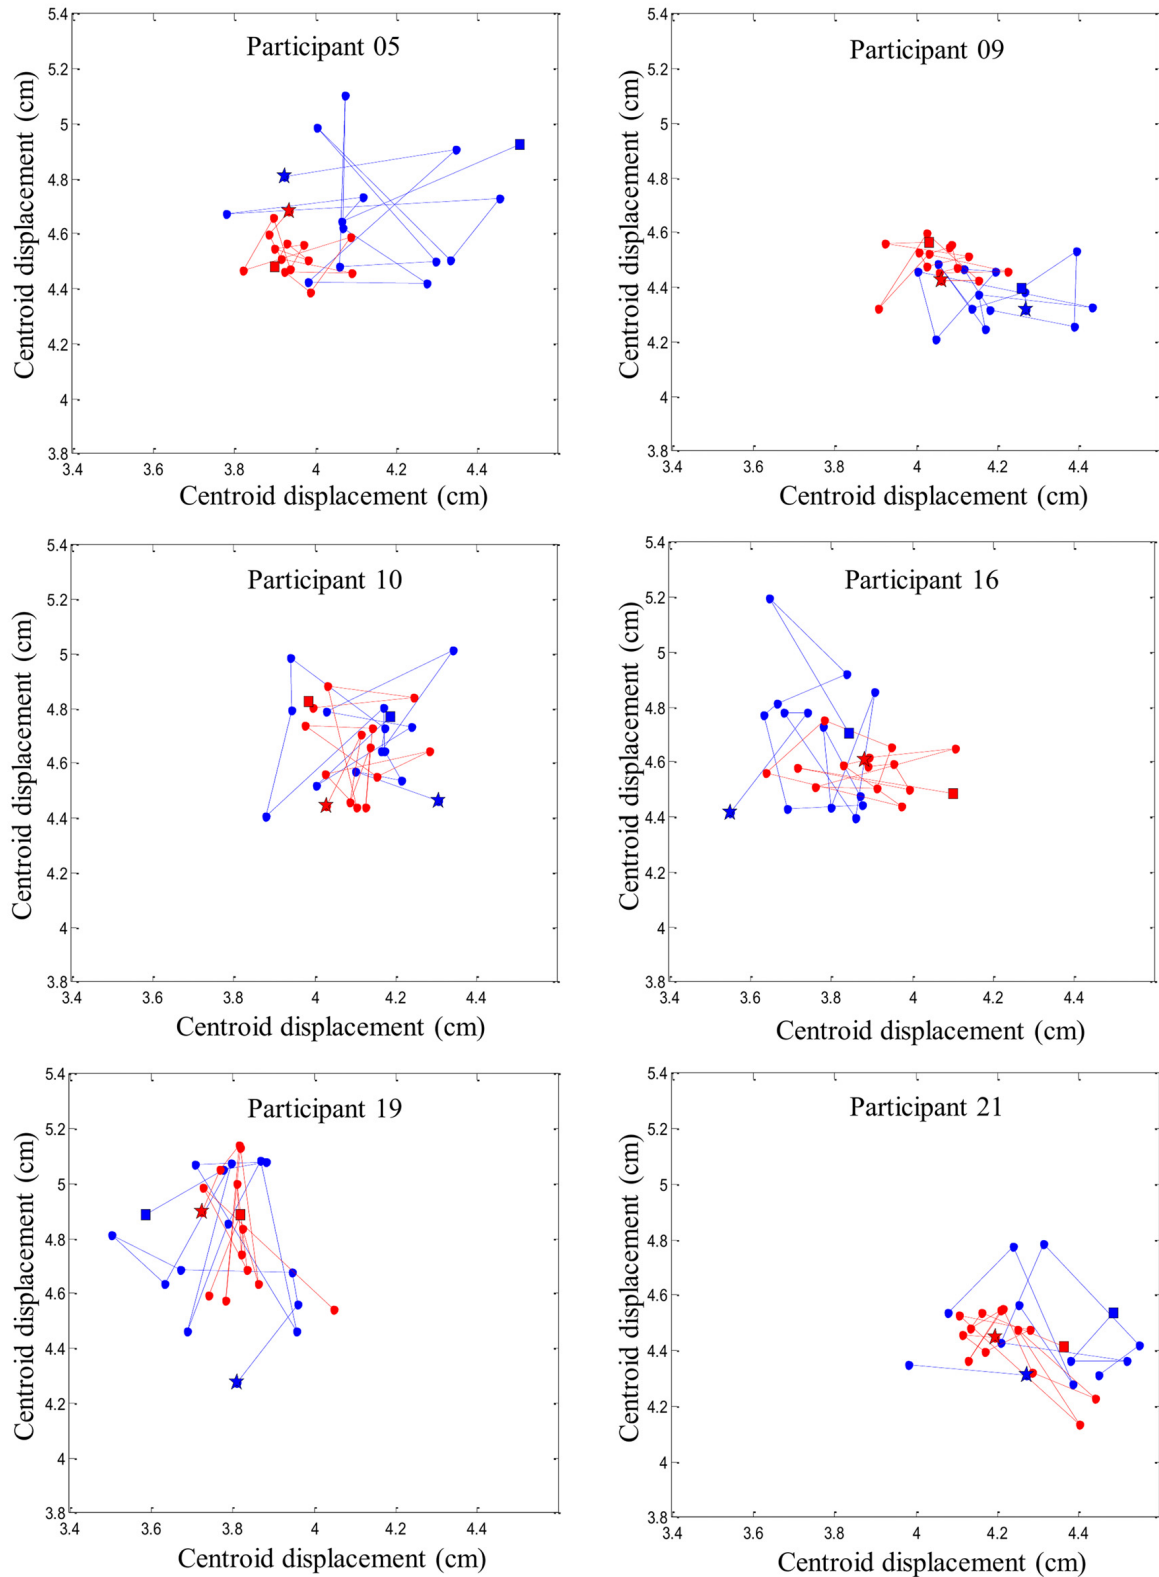 Participant 05
5.4
5.2
5
4.8
4.6
4.4
4.2
4
3.8
Centroid displacement (cm)
3.4 3.6 3.8 4 4.2 4.4
Centroid displacement (cm)
Participant 09
5.4
5.2
5
4.8
4.6
4.4
4.2
4
3.8
Centroid displacement (cm)
3.4 3.6 3.8 4 4.2 4.4
Centroid displacement (cm)
Participant 10
5.4
5.2
5
4.8
4.6
4.4
4.2
4
3.8
Centroid displacement (cm)
3.4 3.6 3.8 4 4.2 4.4
Centroid displacement (cm)
Participant 16
5.4
5.2
5
4.8
4.6
4.4
4.2
4
3.8
Centroid displacement (cm)
3.4 3.6 3.8 4 4.2 4.4
Centroid displacement (cm)
Participant 19
5.4
5.2
5
4.8
4.6
4.4
4.2
4
3.8
Centroid displacement (cm)
3.4 3.6 3.8 4 4.2 4.4
Centroid displacement (cm)
Participant 21
5.4
5.2
5
4.8
4.6
4.4
4.2
4
3.8
Centroid displacement (cm)
3.4 3.6 3.8 4 4.2 4.4
Centroid displacement (cm)